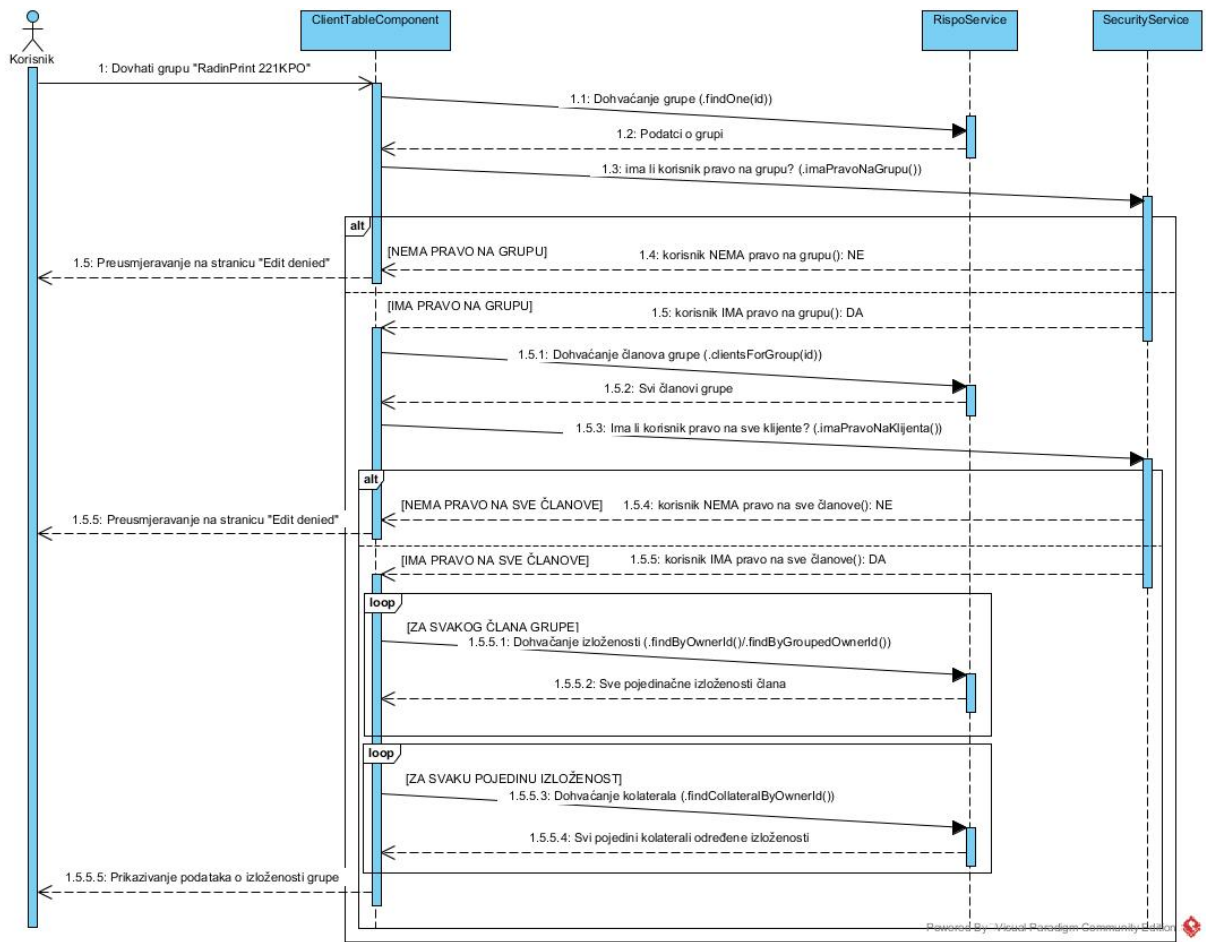 ClientTableComponent
RispoService
SecurityService
Korisnik
1: Dovhati grupu "RadinPrint 221KPO"
1.1: Dohvaćanje grupe (.findOne(id))
1.2: Podatci o grupi
1.3: ima li korisnik pravo na grupu? (.imaPravoNaGrupu())
alt
[NEMA PRAVO NA GRUPU]
1.4: korisnik NEMA pravo na grupu(): NE
1.5: Preusmjeravanje na stranicu "Edit denied"
[IMA PRAVO NA GRUPU]
1.5: korisnik IMA pravo na grupu(): DA
1.5.1: Dohvaćanje članova grupe (.clientsForGroup(id))
1.5.2: Svi članovi grupe
1.5.3: Ima li korisnik pravo na sve klijente? (.imaPravoNaKlijenta())
alt
[NEMA PRAVO NA SVE ČLANOVE]
1.5.4: korisnik NEMA pravo na sve članove(): NE
1.5.5: Preusmjeravanje na stranicu "Edit denied"
[IMA PRAVO NA SVE ČLANOVE]
1.5.5: korisnik IMA pravo na sve članove(): DA
loop
[ZA SVAKOG ČLANA GRUPE]
1.5.5.1: Dohvačanje izloženosti (.findByOwnerId()/.findByGroupedOwnerId())
1.5.5.2: Sve pojedinačne izloženosti člana
loop
[ZA SVAKU POJEDINU IZLOŽENOST]
1.5.5.3: Dohvaćanje kolaterala (.findCollateralByOwnerId())
1.5.5.4: Svi pojedini kolaterali određene izloženosti
1.5.5.5: Prikazivanje podataka o izloženosti grupe
Powered By Visual Paradigm Community Edition